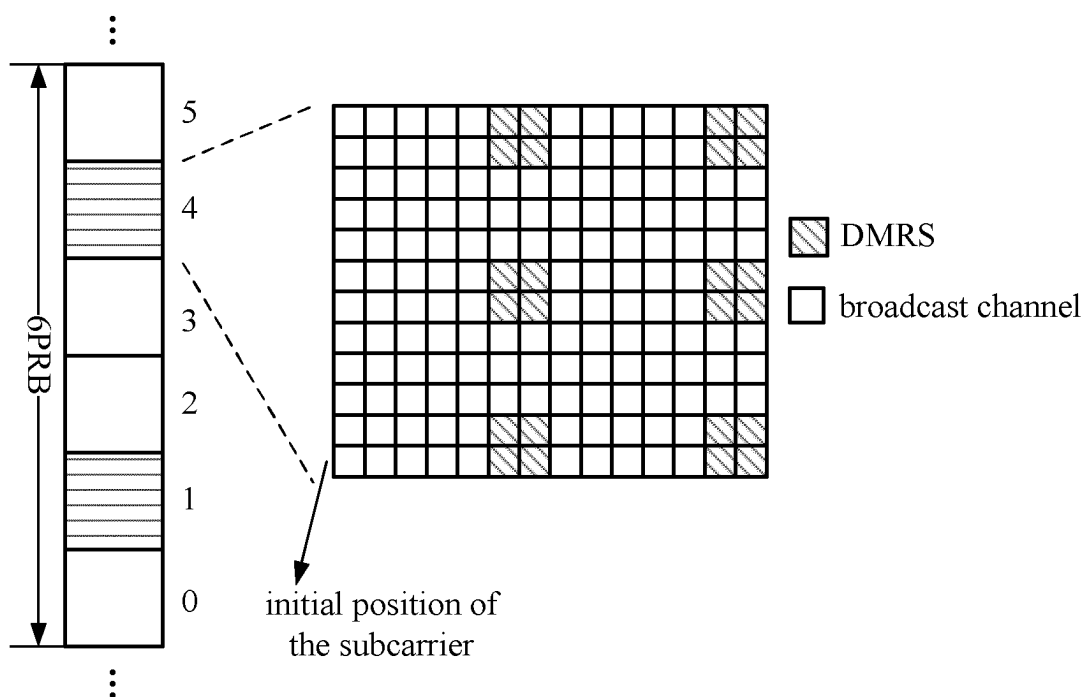 5
4
3
2
1
0
6PRB
DMRS
broadcast channel
initial position of
the subcarrier